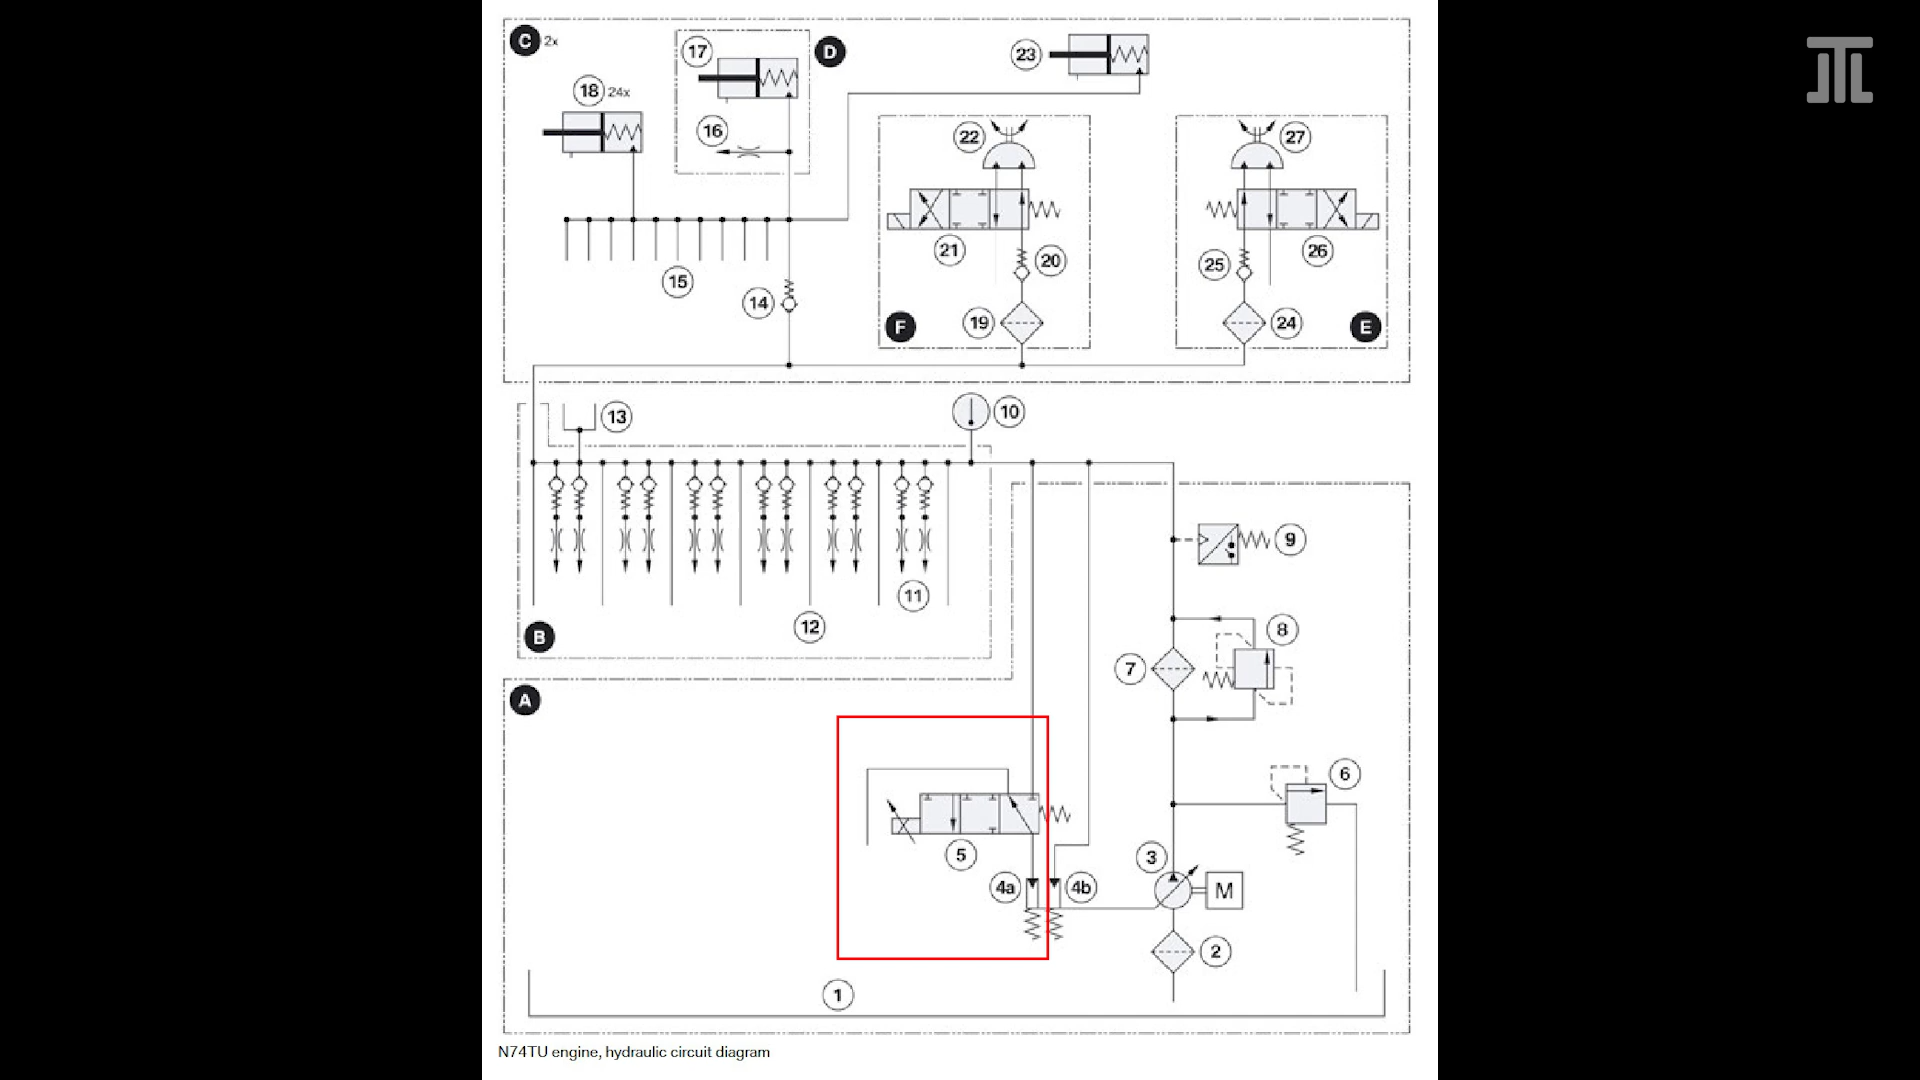 C 2x
17
D
23
18 24x
16
22
27
21
20
25
26
15
14
F
19
24
E
13
10
9
11
12
B
8
7
A
6
5
3
4a
4b
M
2
1
N74TU engine, hydraulic circuit diagram